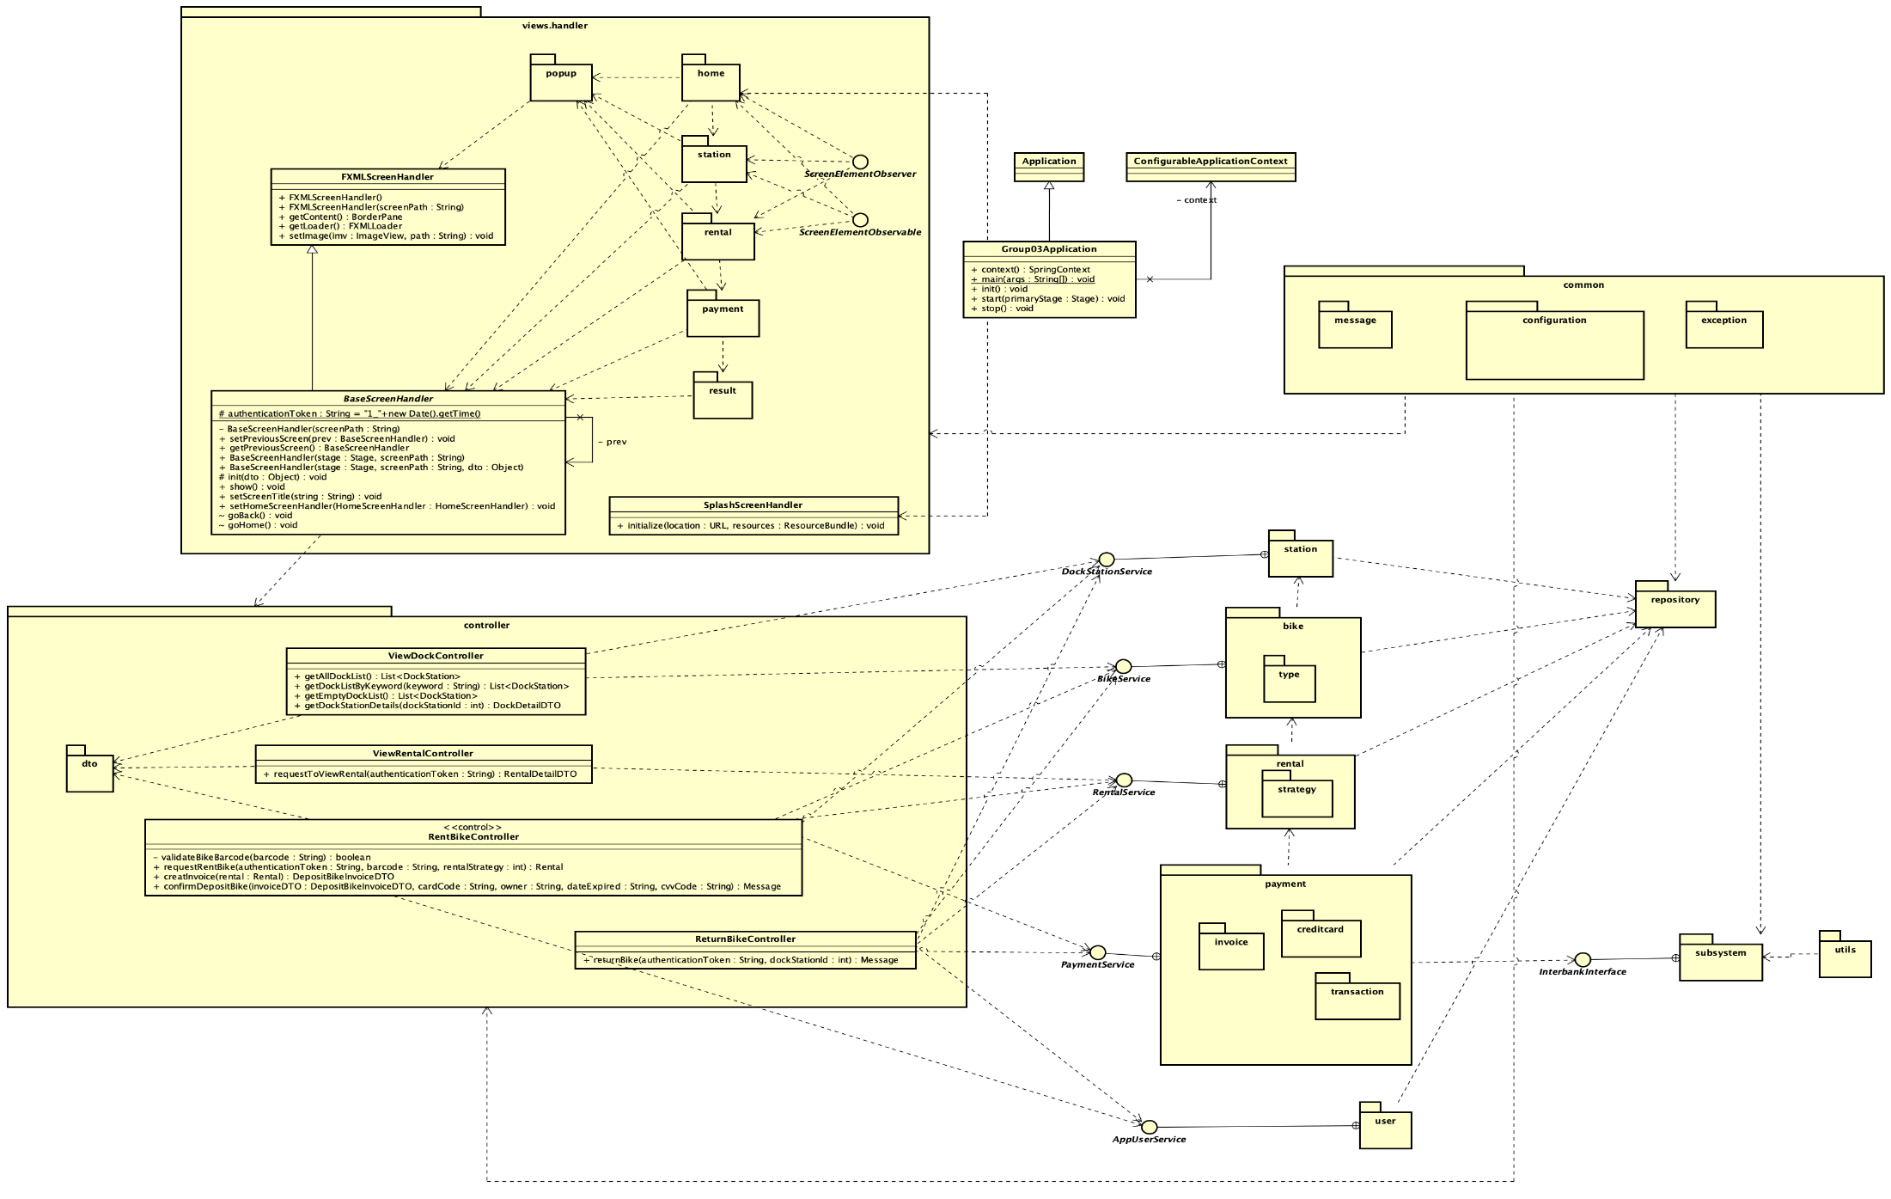 views.handler
popup
home
station
ScreenElementObserver
FXMLScreenHandler
+ FXMLScreenHandler()
+ FXMLScreenHandler(screenPath : String)
+ getContent() : BorderPane
+ getLoader() : FXMLLoader
+ setImage(imv : ImageView, path : String) : void
rental
ScreenElementObservable
payment
result
BaseScreenHandler
# authenticationToken : String = "1_"+new Date().getTime()
- BaseScreenHandler(screenPath : String)
+ setPreviousScreen(prev : BaseScreenHandler) : void
+ getPreviousScreen() : BaseScreenHandler
+ BaseScreenHandler(stage : Stage, screenPath : String)
+ BaseScreenHandler(stage : Stage, screenPath : String, dto : Object)
# init(dto : Object) : void
+ show() : void
+ setScreenTitle(string : String) : void
+ setHomeScreenHandler(HomeScreenHandler : HomeScreenHandler) : void
~ goBack() : void
~ goHome() : void
- prev
SplashScreenHandler
+ initialize(location : URL, resources : ResourceBundle) : void
Application
ConfigurableApplicationContext
- context
Group03Application
+ context() : SpringContext
+ main(args : String[]) : void
+ init() : void
+ start(primaryStage : Stage) : void
+ stop() : void
common
message
configuration
exception
controller
ViewDockController
+ getAllDockList() : List<DockStation>
+ getDockListByKeyword(keyword : String) : List<DockStation>
+ getEmptyDockList() : List<DockStation>
+ getDockStationDetails(dockStationId : int) : DockDetailDTO
dto
ViewRentalController
+ requestToViewRental(authenticationToken : String) : RentalDetailDTO
<<control>>
RentBikeController
- validateBikeBarcode(barcode : String) : boolean
+ requestRentBike(authenticationToken : String, barcode : String, rentalStrategy : int) : Rental
+ creatInvoice(rental : Rental) : DepositBikeInvoiceDTO
+ confirmDepositBike(invoiceDTO : DepositBikeInvoiceDTO, cardCode : String, owner : String, dateExpired : String, cvvCode : String) : Message
ReturnBikeController
+ returnBike(authenticationToken : String, dockStationId : int) : Message
DockStationService
station
repository
bike
type
BikeService
rental
strategy
RentalService
payment
invoice
creditcard
transaction
PaymentService
InterbankInterface
subsystem
utils
AppUserService
user